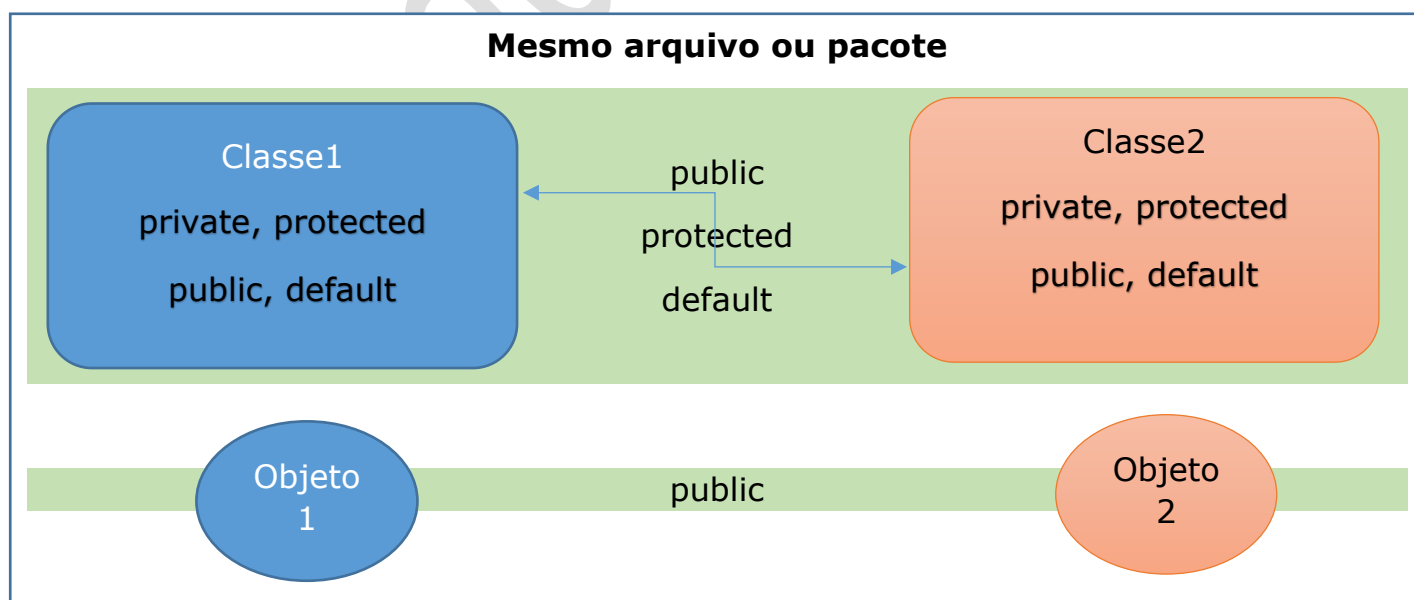 Mesmo arquivo ou pacote
Classe1
private, protected
public, default
public
protected
default
Classe2
private, protected
public, default
Objeto
1
public
Objeto
2